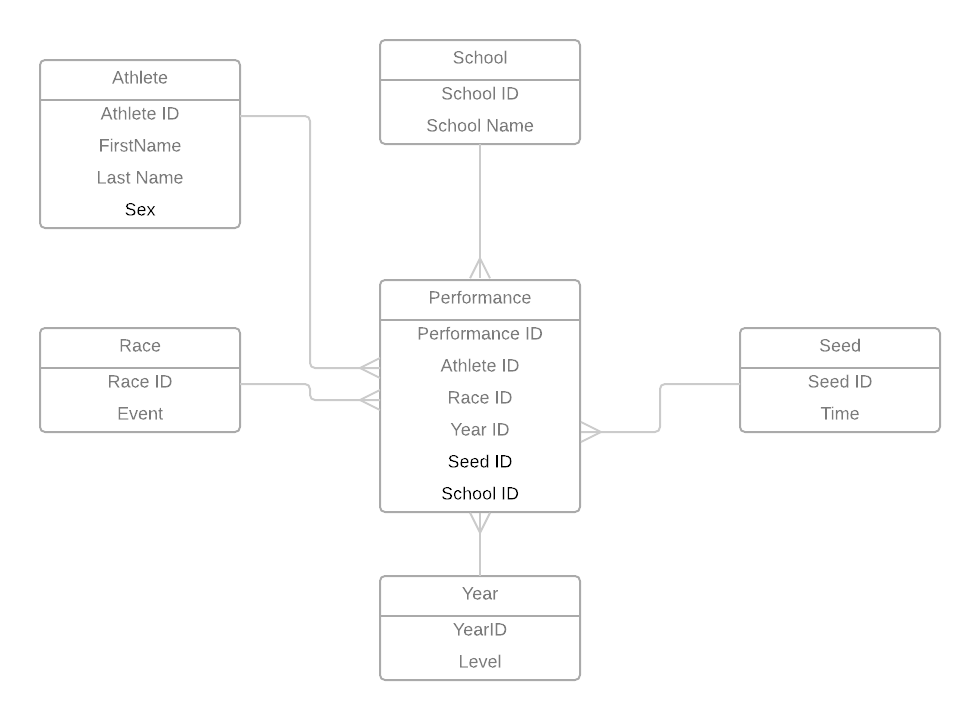 School
School ID
School Name
Athlete
Athlete ID
FirstName
Last Name
Sex
Performance
Performance ID
Athlete ID
Race ID
Year ID
Seed ID
School ID
Race
Race ID
Event
Seed
Seed ID
Time
Year
YearID
Level